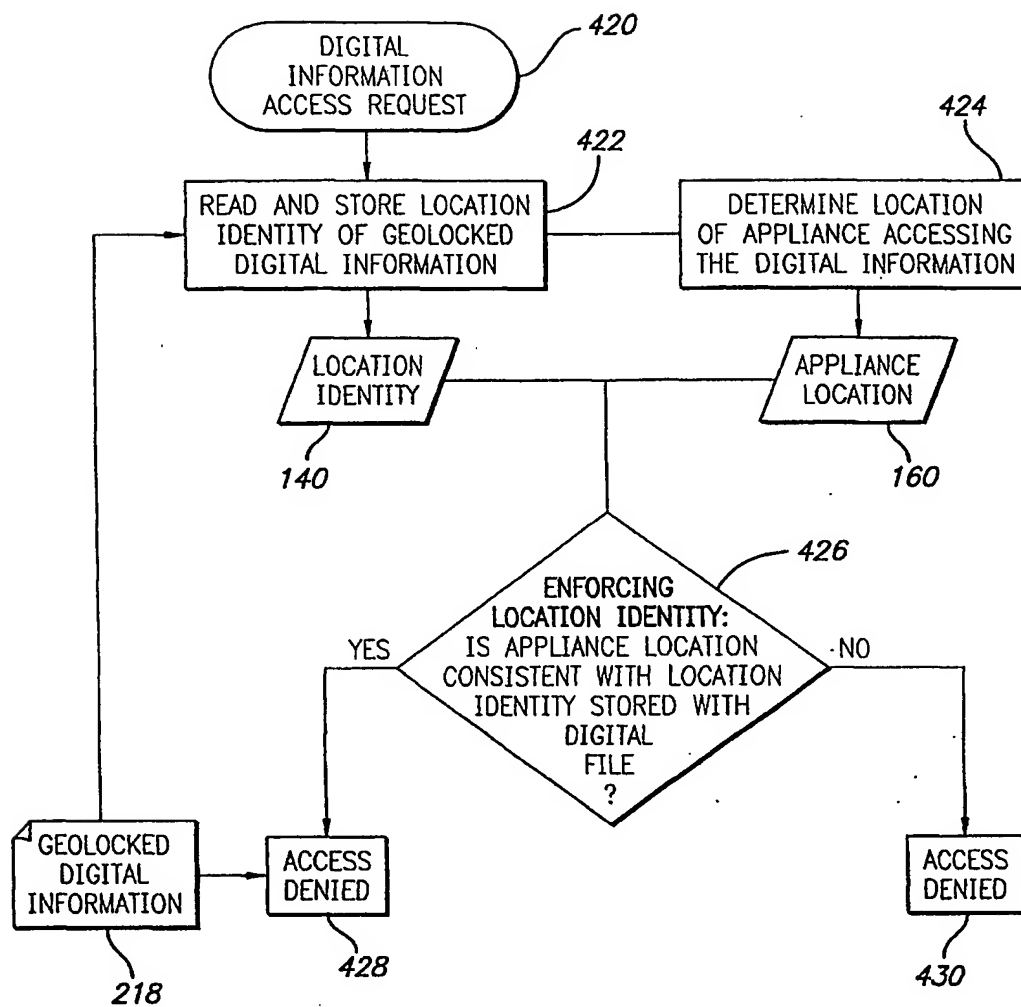 DIGITAL
INFORMATION
ACCESS REQUEST
420
READ AND STORE LOCATION
IDENTITY OF GEOLOCKED
DIGITAL INFORMATION
422
DETERMINE LOCATION
OF APPLIANCE ACCESSING
THE DIGITAL INFORMATION
424
LOCATION
IDENTITY
140
APPLIANCE
LOCATION
160
ENFORCING
LOCATION IDENTITY:
IS APPLIANCE LOCATION
CONSISTENT WITH LOCATION
IDENTITY STORED WITH
DIGITAL
FILE
?
426
YES
NO
GEOLOCKED
DIGITAL
INFORMATION
218
ACCESS
DENIED
428
ACCESS
DENIED
430